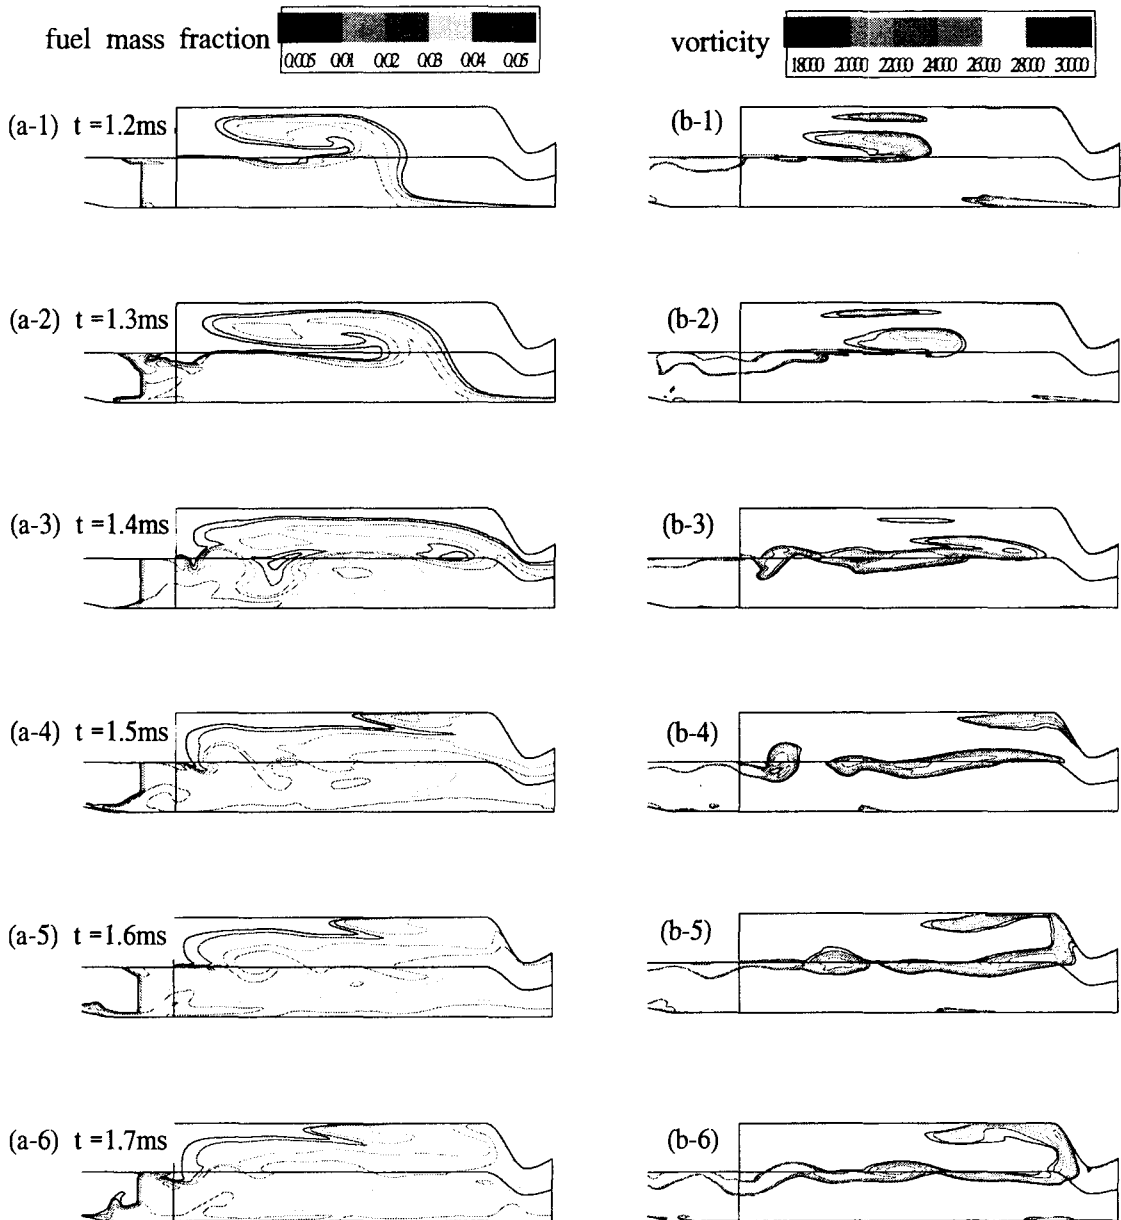 fuel mass fraction
0.005 0.01 0.02 0.03 0.04 0.05
vorticity
18000 20000 22000 24000 26000 28000 30000
(a-1) t =1.2ms
(b-1)
(a-2) t =1.3ms
(b-2)
(a-3) t =1.4ms
(b-3)
(a-4) t =1.5ms
(b-4)
(a-5) t =1.6ms
(b-5)
(a-6) t =1.7ms
(b-6)